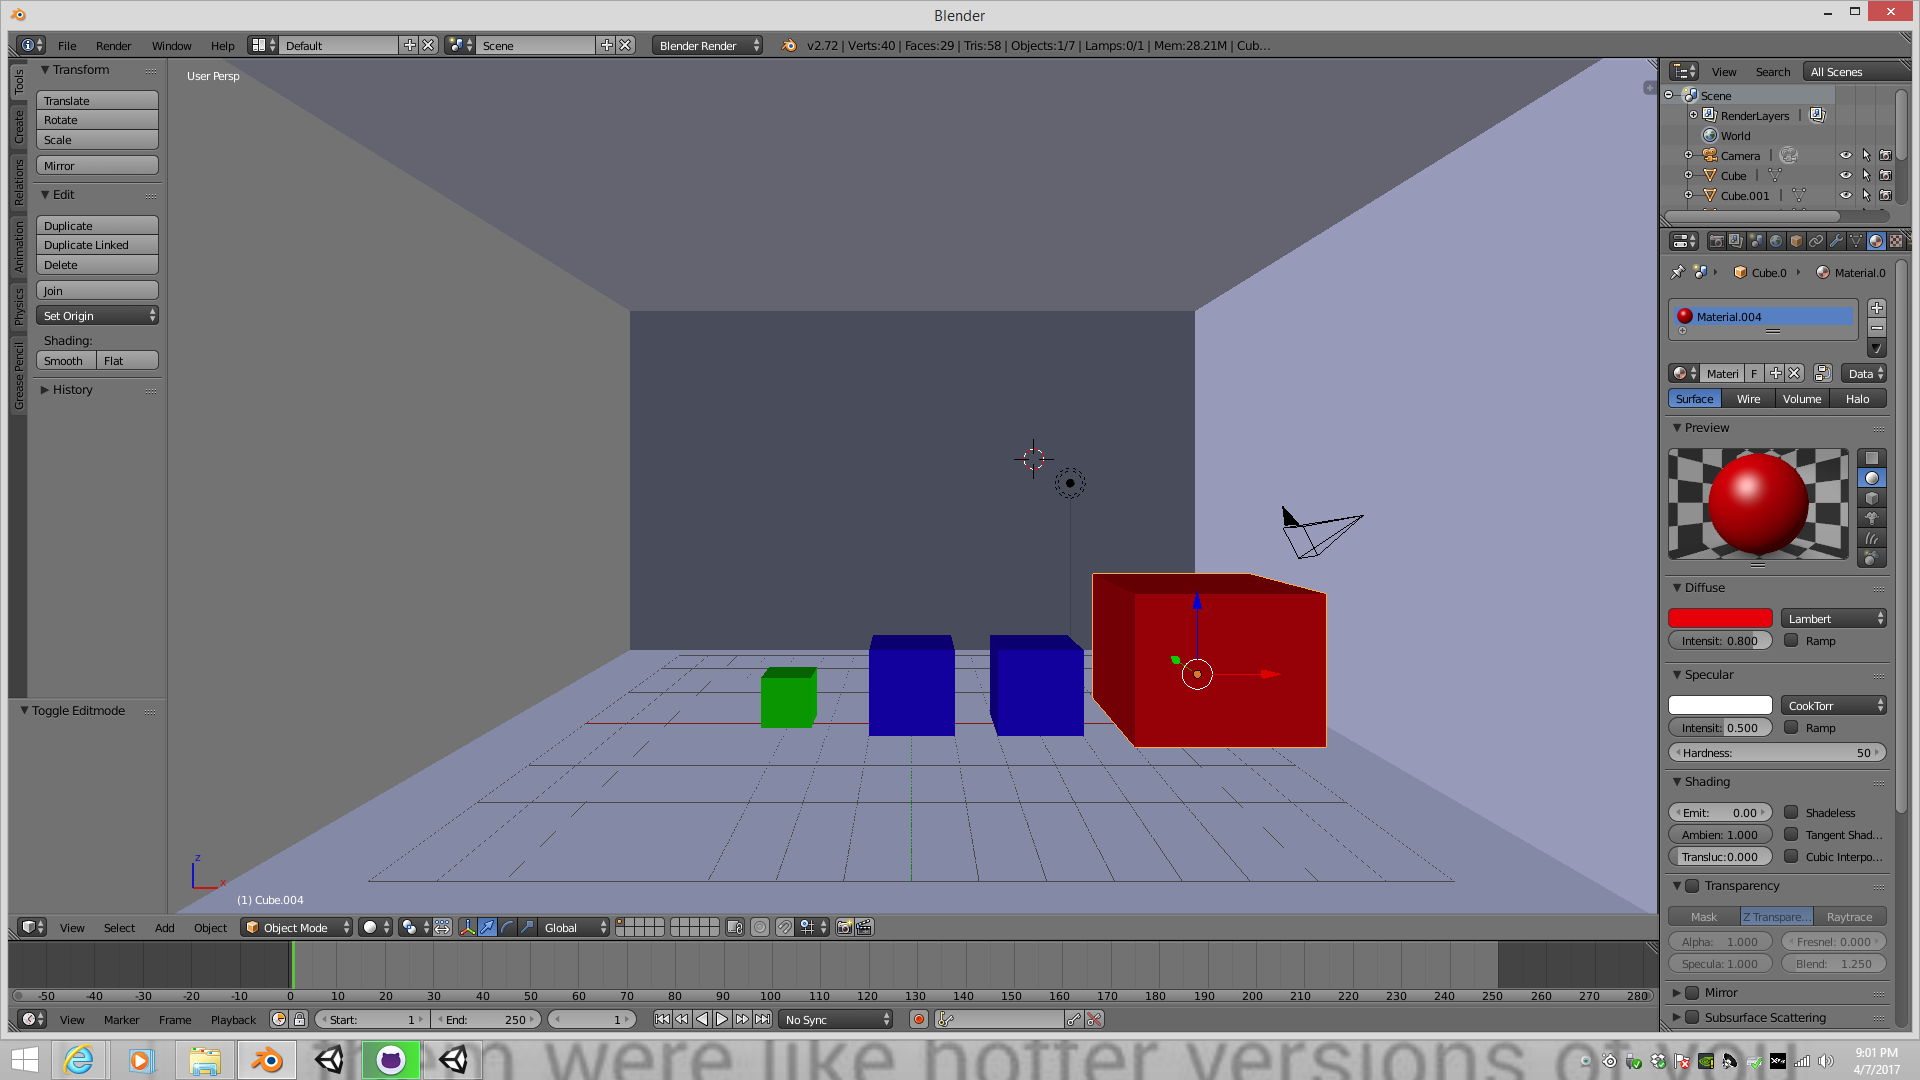 Blender
File Render Window Help Default Scene Blender Render v2.72 | Verts:40 | Faces:29 | Tris:58 | Objects:1/7 | Lamps:0/1 | Mem:28.21M | Cub...
Tools
Create
Relations
Animation
Physics
Grease Pencil
Transform
Translate
Rotate
Scale
Mirror
Edit
Duplicate
Duplicate Linked
Delete
Join
Set Origin
Shading:
Smooth Flat
History
Toggle Editmode
User Persp
z
x
(1) Cube.004
View Search All Scenes
Scene
RenderLayers
World
Camera
Cube
Cube.001
Cube.0 Material.0
Material.004
Materi F Data
Surface Wire Volume Halo
Preview
Diffuse
Lambert
Intensit: 0.800 Ramp
Specular
CookTorr
Intensit: 0.500 Ramp
Hardness: 50
Shading
Emit: 0.00 Shadeless
Ambien: 1.000 Tangent Shad...
Transluc:0.000 Cubic Interpo...
Transparency
Mask Z Transpare... Raytrace
Alpha: 1.000 Fresnel: 0.000
Specula: 1.000 Blend: 1.250
Mirror
Subsurface Scattering
View Select Add Object Object Mode Global
-50 -40 -30 -20 -10 0 10 20 30 40 50 60 70 80 90 100 110 120 130 140 150 160 170 180 190 200 210 220 230 240 250 260 270 280
View Marker Frame Playback Start: 1 End: 250 1 No Sync
were like hotter versions of
9:01 PM
4/7/2017